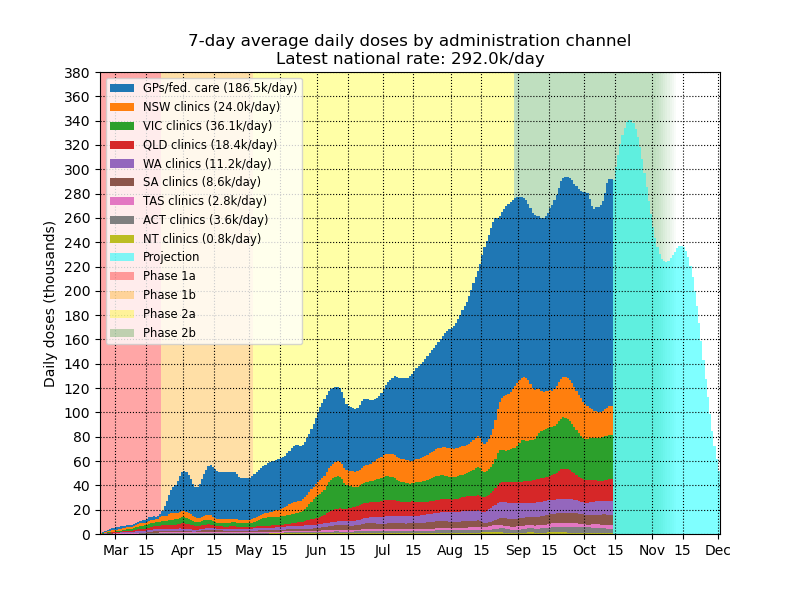 7-day average daily doses by administration channel
Latest national rate: 292.0k/day
Daily doses (thousands)
380
360
340
320
300
280
260
240
220
200
180
160
140
120
100
80
60
40
20
0
GPs/fed. care (186.5k/day)
NSW clinics (24.0k/day)
VIC clinics (36.1k/day)
QLD clinics (18.4k/day)
WA clinics (11.2k/day)
SA clinics (8.6k/day)
TAS clinics (2.8k/day)
ACT clinics (3.6k/day)
NT clinics (0.8k/day)
Projection
Phase 1a
Phase 1b
Phase 2a
Phase 2b
Mar 15 Apr 15 May 15 Jun 15 Jul 15 Aug 15 Sep 15 Oct 15 Nov 15 Dec